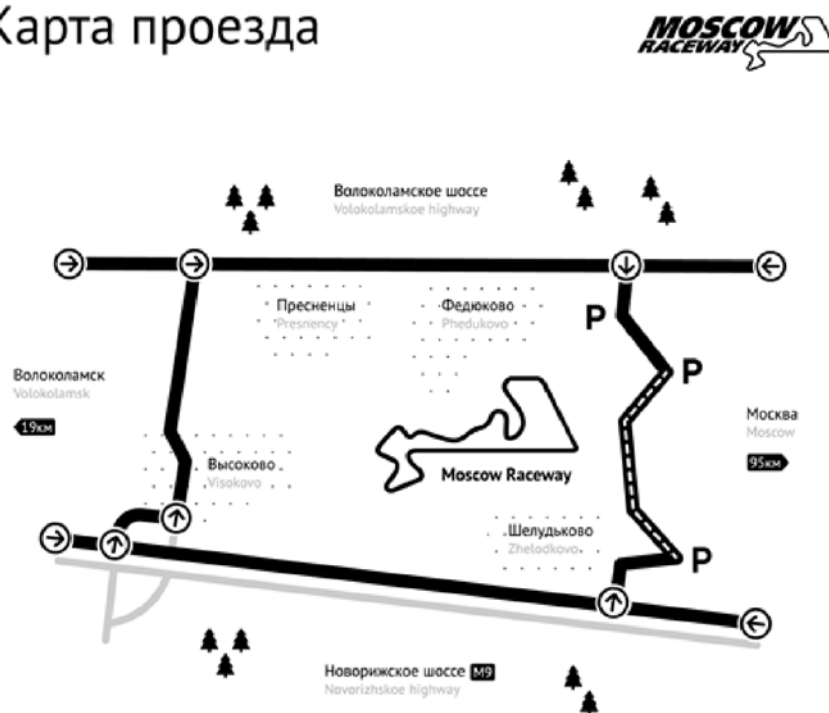 Карта проезда
MOSCOW
RACEWAY
Волоколамское шоссе
Volokolamskoe highway
Пресненцы
Presnency
Федюково
Phedukovo
P
P
Волоколамск
Volokolamsk
19км
Москва
Moscow
95км
Moscow Raceway
Высоково
Visokovo
Шелудьково
Zhelodkovo
P
Новорижское шоссе М9
Novorizhskoe highway